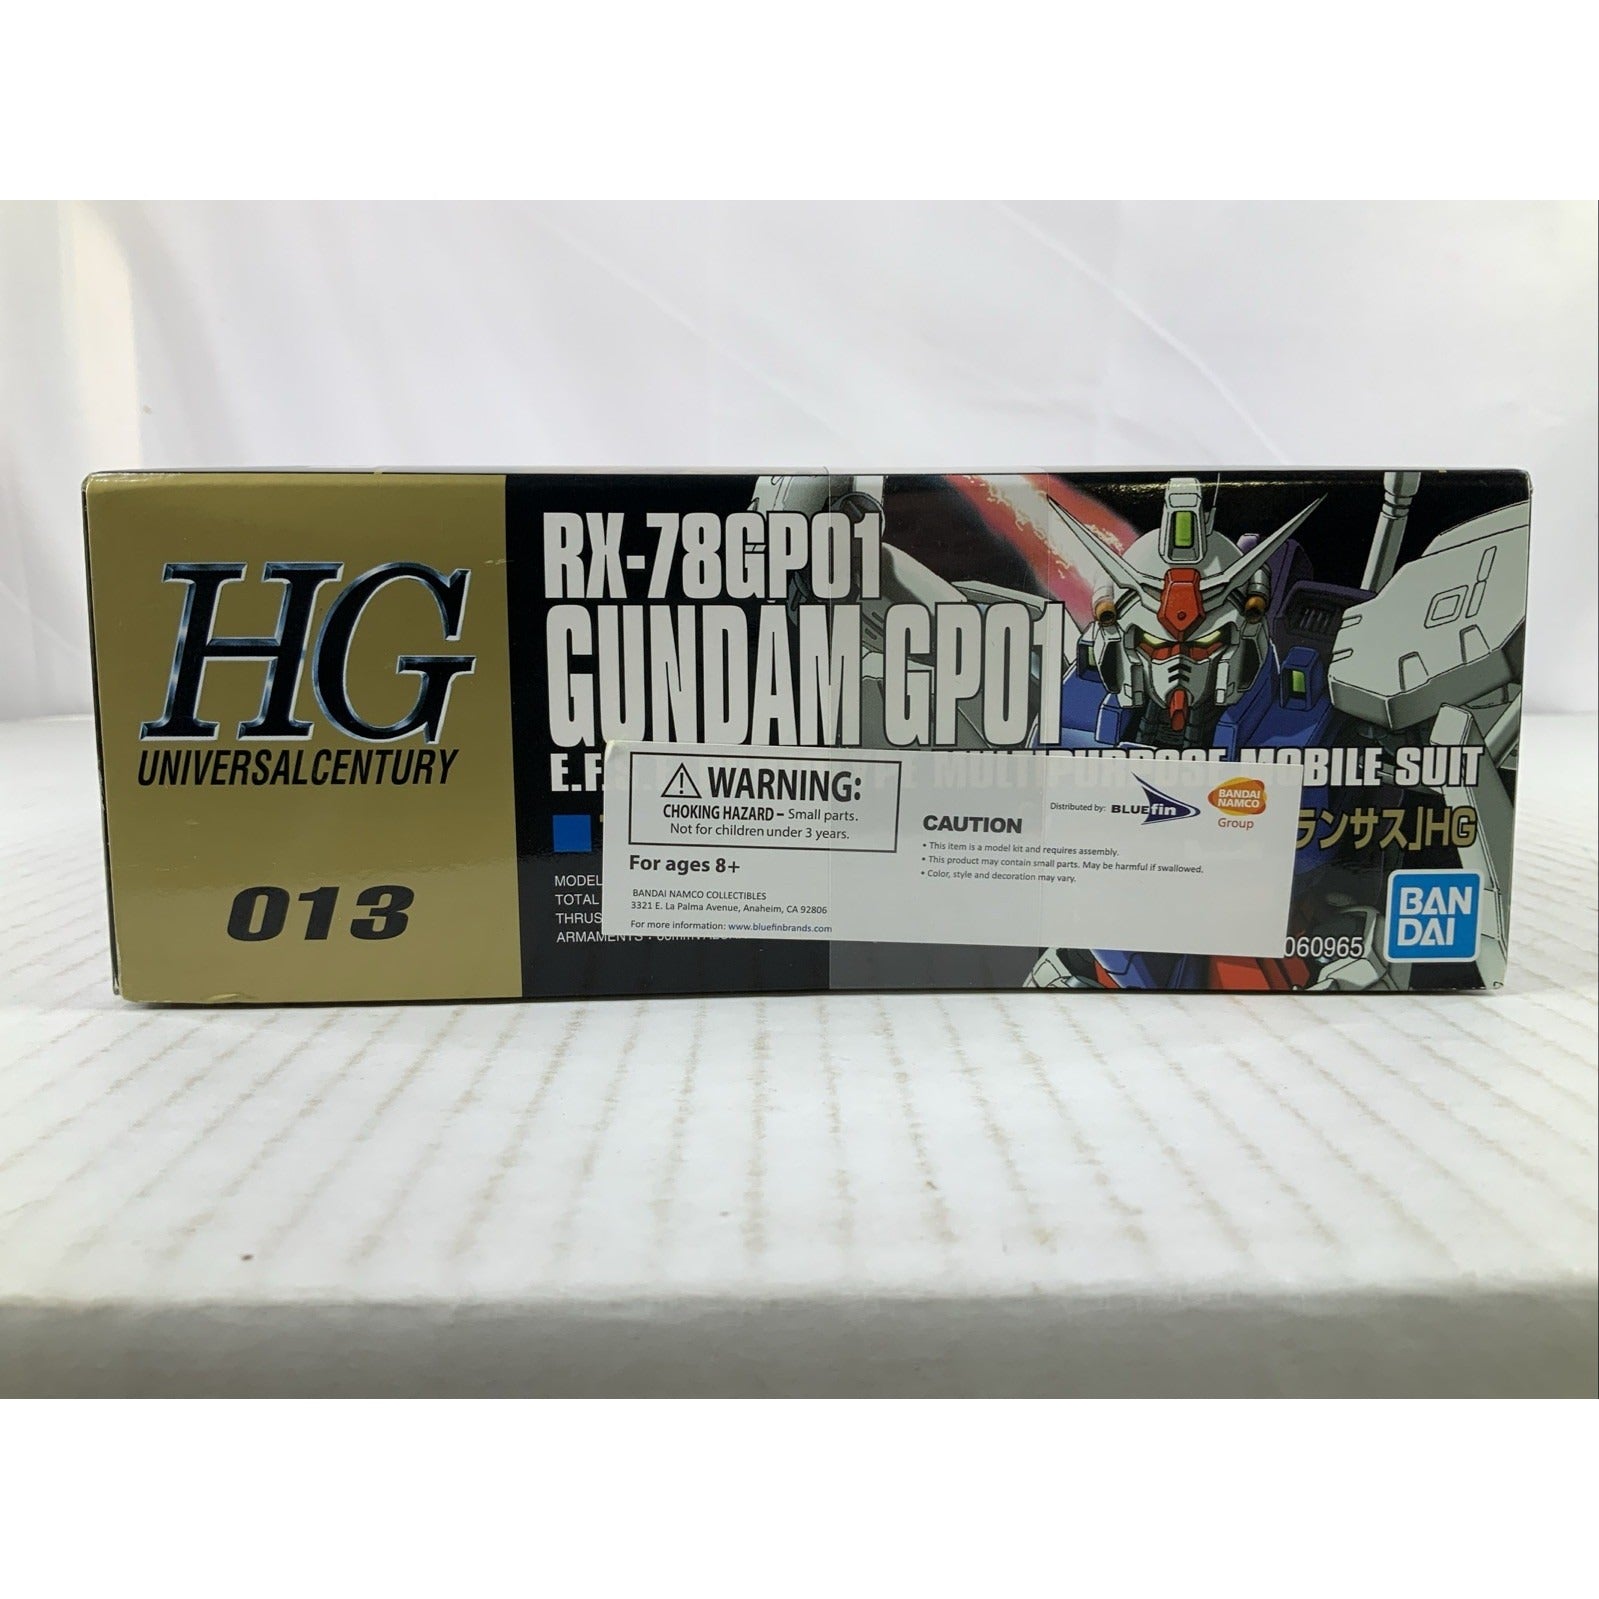 HG
UNIVERSAL CENTURY
013
RX-78GP01
GUNDAM GP01
E.F. MULTI PURPOSE MOBILE SUIT
ランサス」HG
MODEL
TOTAL
THRUS
ARMAMENTS
WARNING:
CHOKING HAZARD – Small parts.
Not for children under 3 years.
For ages 8+
BANDAI NAMCO COLLECTIBLES
3321 E. La Palma Avenue, Anaheim, CA 92806
For more information: www.bluefinbrands.com
CAUTION
• This item is a model kit and requires assembly.
• This product may contain small parts. May be harmful if swallowed.
• Color, style and decoration may vary.
Distributed by: BLUEfin
BANDAI
NAMCO
Group
060965
BAN
DAI
01